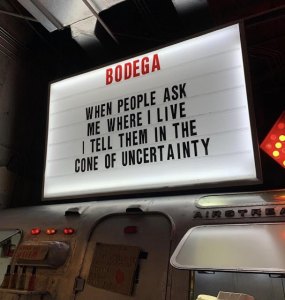 BODEGA
WHEN PEOPLE ASK
ME WHERE I LIVE
I TELL THEM IN THE
CONE OF UNCERTAINTY